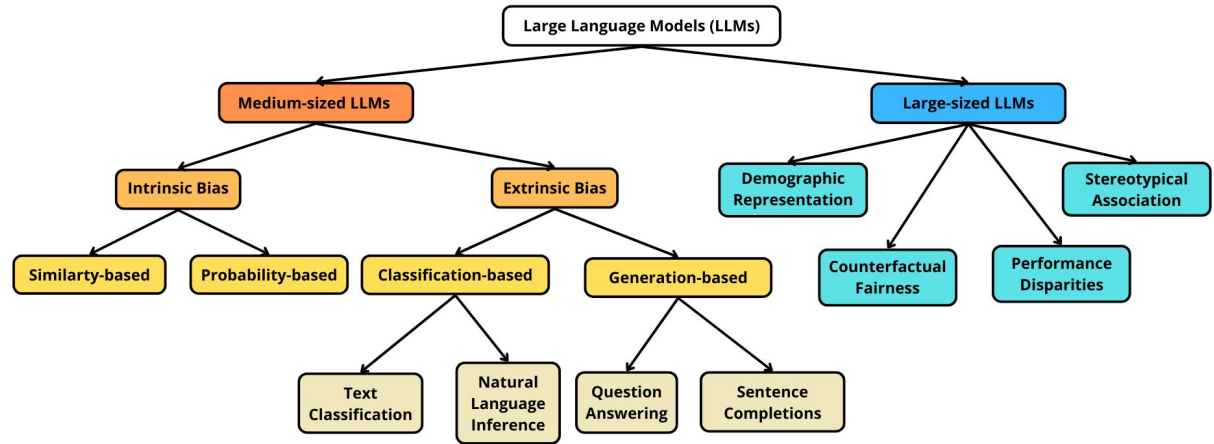 Large Language Models (LLMs)
Medium-sized LLMs
Large-sized LLMs
Intrinsic Bias
Extrinsic Bias
Demographic
Representation
Stereotypical
Association
Similarty-based
Probability-based
Classification-based
Generation-based
Counterfactual
Fairness
Performance
Disparities
Text
Classification
Natural
Language
Inference
Question
Answering
Sentence
Completions